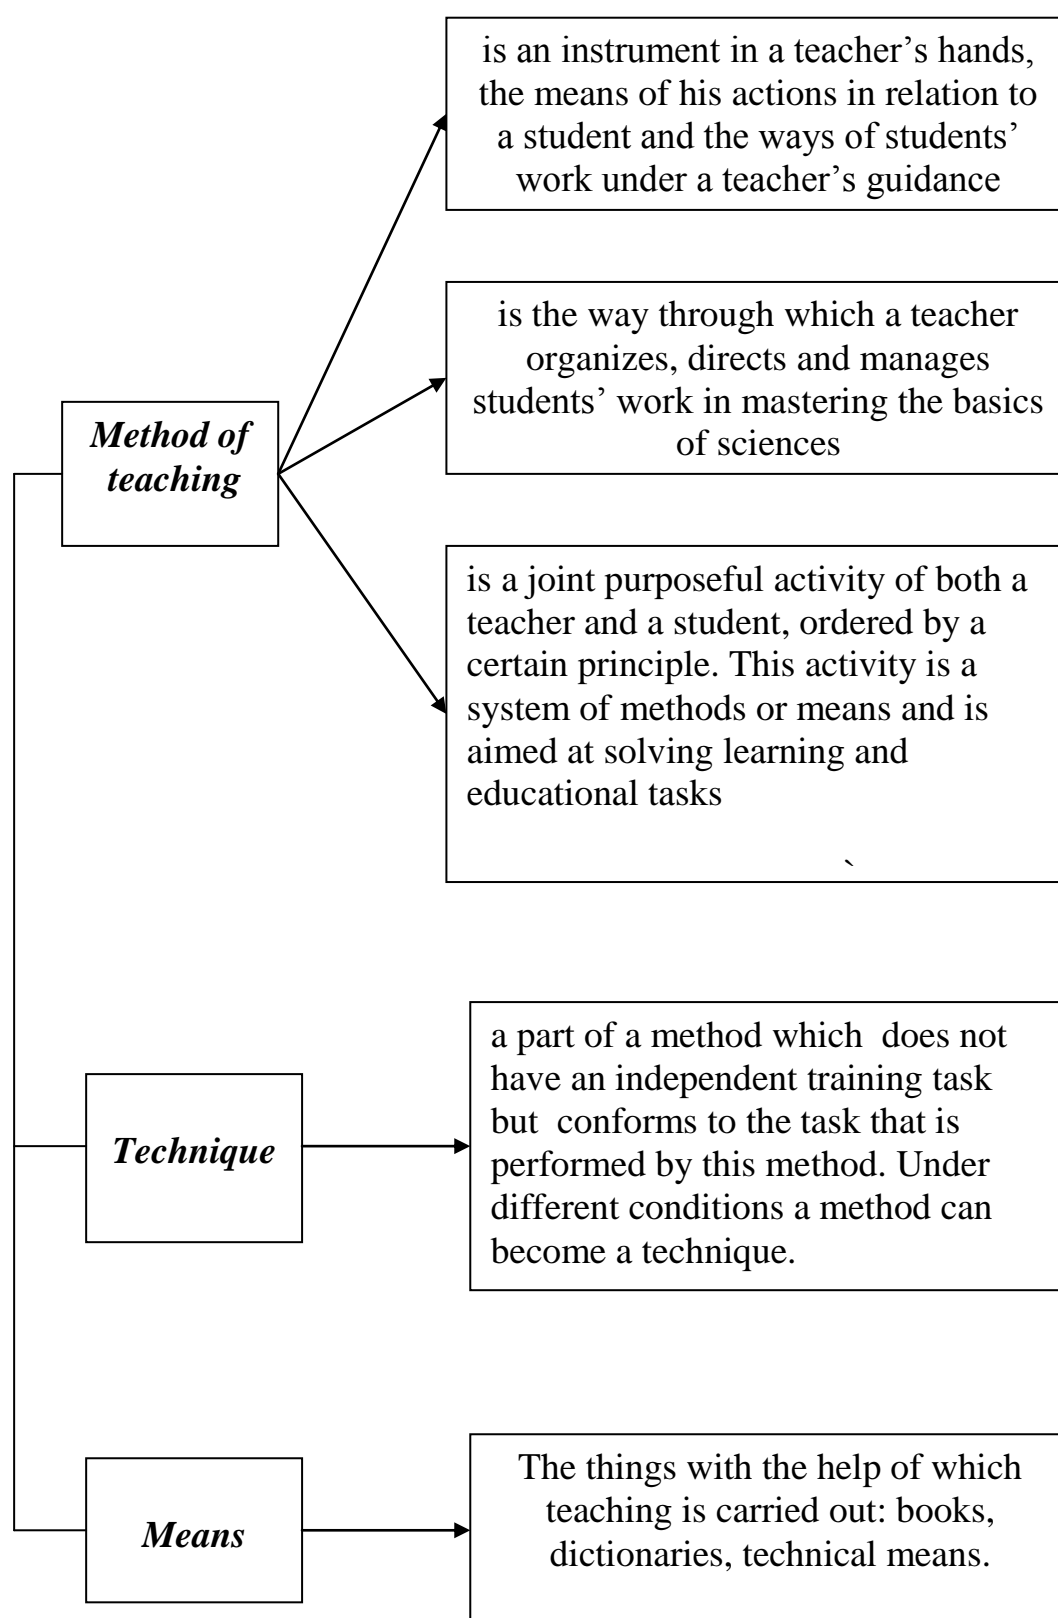 is an instrument in a teacher’s hands,
the means of his actions in relation to
a student and the ways of students’
work under a teacher’s guidance
is the way through which a teacher
organizes, directs and manages
students’ work in mastering the basics
of sciences
Method of
teaching
is a joint purposeful activity of both a
teacher and a student, ordered by a
certain principle. This activity is a
system of methods or means and is
aimed at solving learning and
educational tasks
`
a part of a method which  does not
have an independent training task
but  conforms to the task that is
performed by this method. Under
different conditions a method can
become a technique.
Technique
The things with the help of which
teaching is carried out: books,
dictionaries, technical means.
Means